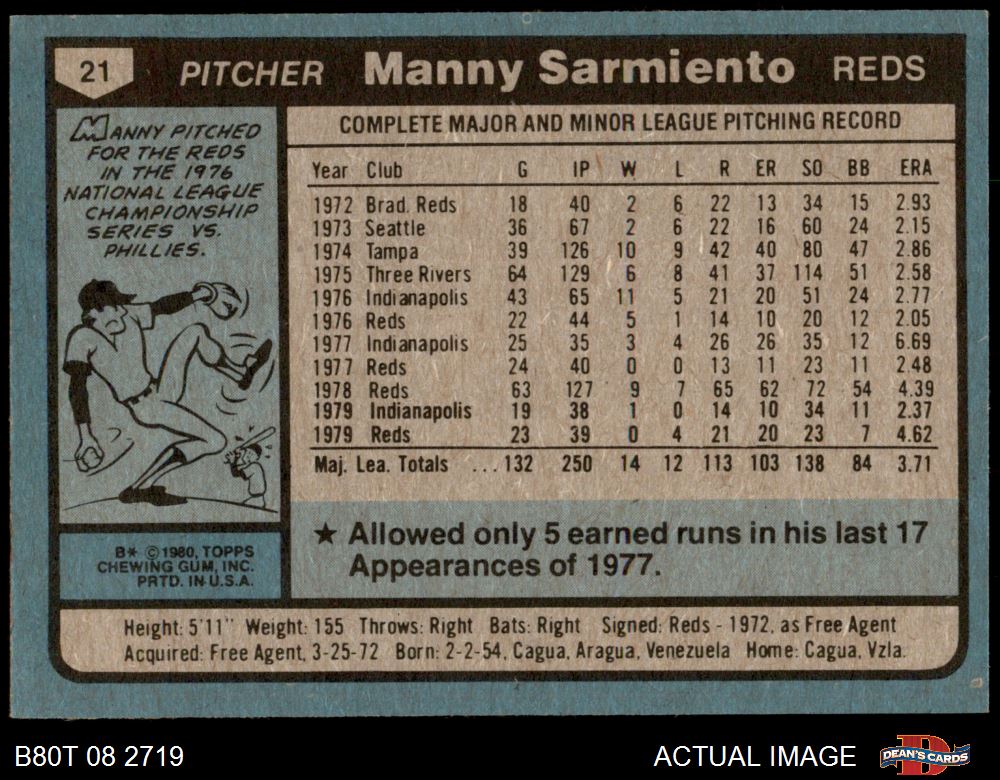 21 PITCHER Manny Sarmiento REDS
MANNY PITCHED
FOR THE REDS
IN THE 1976
NATIONAL LEAGUE
CHAMPIONSHIP
SERIES VS.
PHILLIES.
COMPLETE MAJOR AND MINOR LEAGUE PITCHING RECORD
Year Club G IP W L R ER SO BB ERA
1972 Brad. Reds 18 40 2 6 22 13 34 15 2.93
1973 Seattle 36 67 2 6 22 16 60 24 2.15
1974 Tampa 39 126 10 9 42 40 80 47 2.86
1975 Three Rivers 64 129 6 8 41 37 114 51 2.58
1976 Indianapolis 43 65 11 5 21 20 51 24 2.77
1976 Reds 22 44 5 1 14 10 20 12 2.05
1977 Indianapolis 25 35 3 4 26 26 35 12 6.69
1977 Reds 24 40 0 0 13 11 23 11 2.48
1978 Reds 63 127 9 7 65 62 72 54 4.39
1979 Indianapolis 19 38 1 0 14 10 34 11 2.37
1979 Reds 23 39 0 4 21 20 23 7 4.62
Maj. Lea. Totals ...132 250 14 12 113 103 138 84 3.71
★ Allowed only 5 earned runs in his last 17
Appearances of 1977.
B* ©1980, TOPPS
CHEWING GUM, INC.
PRTD. IN U.S.A.
Height: 5'11" Weight: 155 Throws: Right Bats: Right Signed: Reds - 1972, as Free Agent
Acquired: Free Agent, 3-25-72 Born: 2-2-54, Cagua, Aragua, Venezuela Home: Cagua, Vzla.
B80T 08 2719 ACTUAL IMAGE DEAN'S CARDS